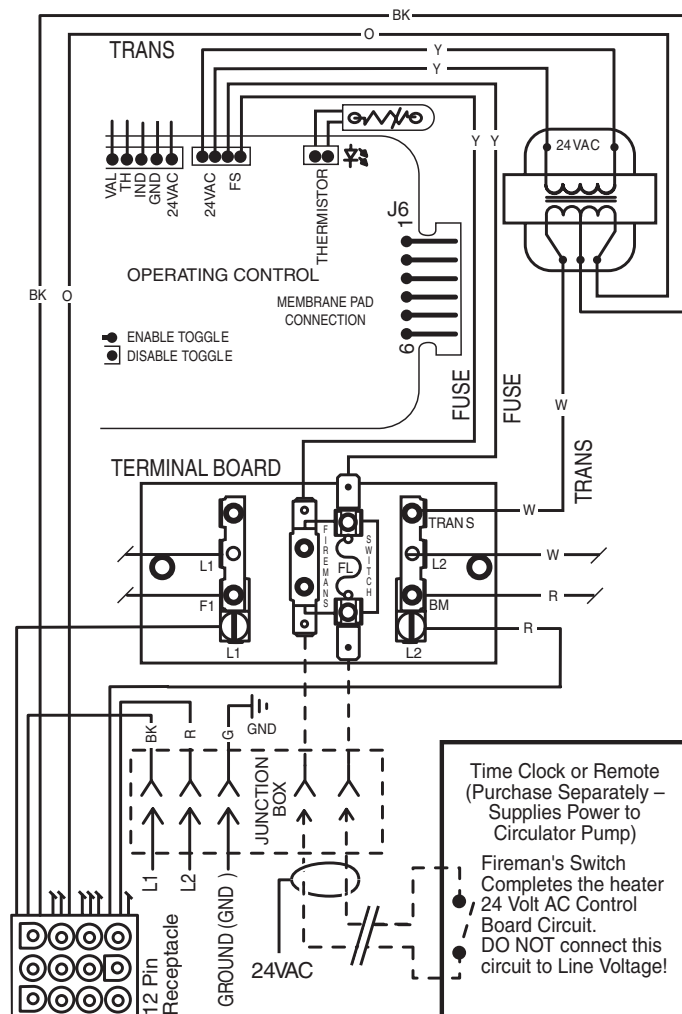 BK
O
TRANS
Y
Y
Y Y
24VAC
VAL
TH
IND
GND
24VAC
24VAC
FS
THERMISTOR
J6
1
OPERATING CONTROL
MEMBRANE PAD
CONNECTION
BK O
ENABLE TOGGLE
DISABLE TOGGLE
6
FUSE
FUSE
W
TRANS
TERMINAL BOARD
W
TRANS
FIREMANS
SWITCH
L1
FL
L2
W
F1
BM
R
R
L1
L2
BK
R
G
GND
JUNCTION
BOX
Time Clock or Remote
(Purchase Separately –
Supplies Power to
Circulator Pump)
L1
L2
GROUND (GND )
Fireman's Switch
Completes the heater
24 Volt AC Control
Board Circuit.
DO NOT connect this
circuit to Line Voltage!
24VAC
12 Pin
Receptacle